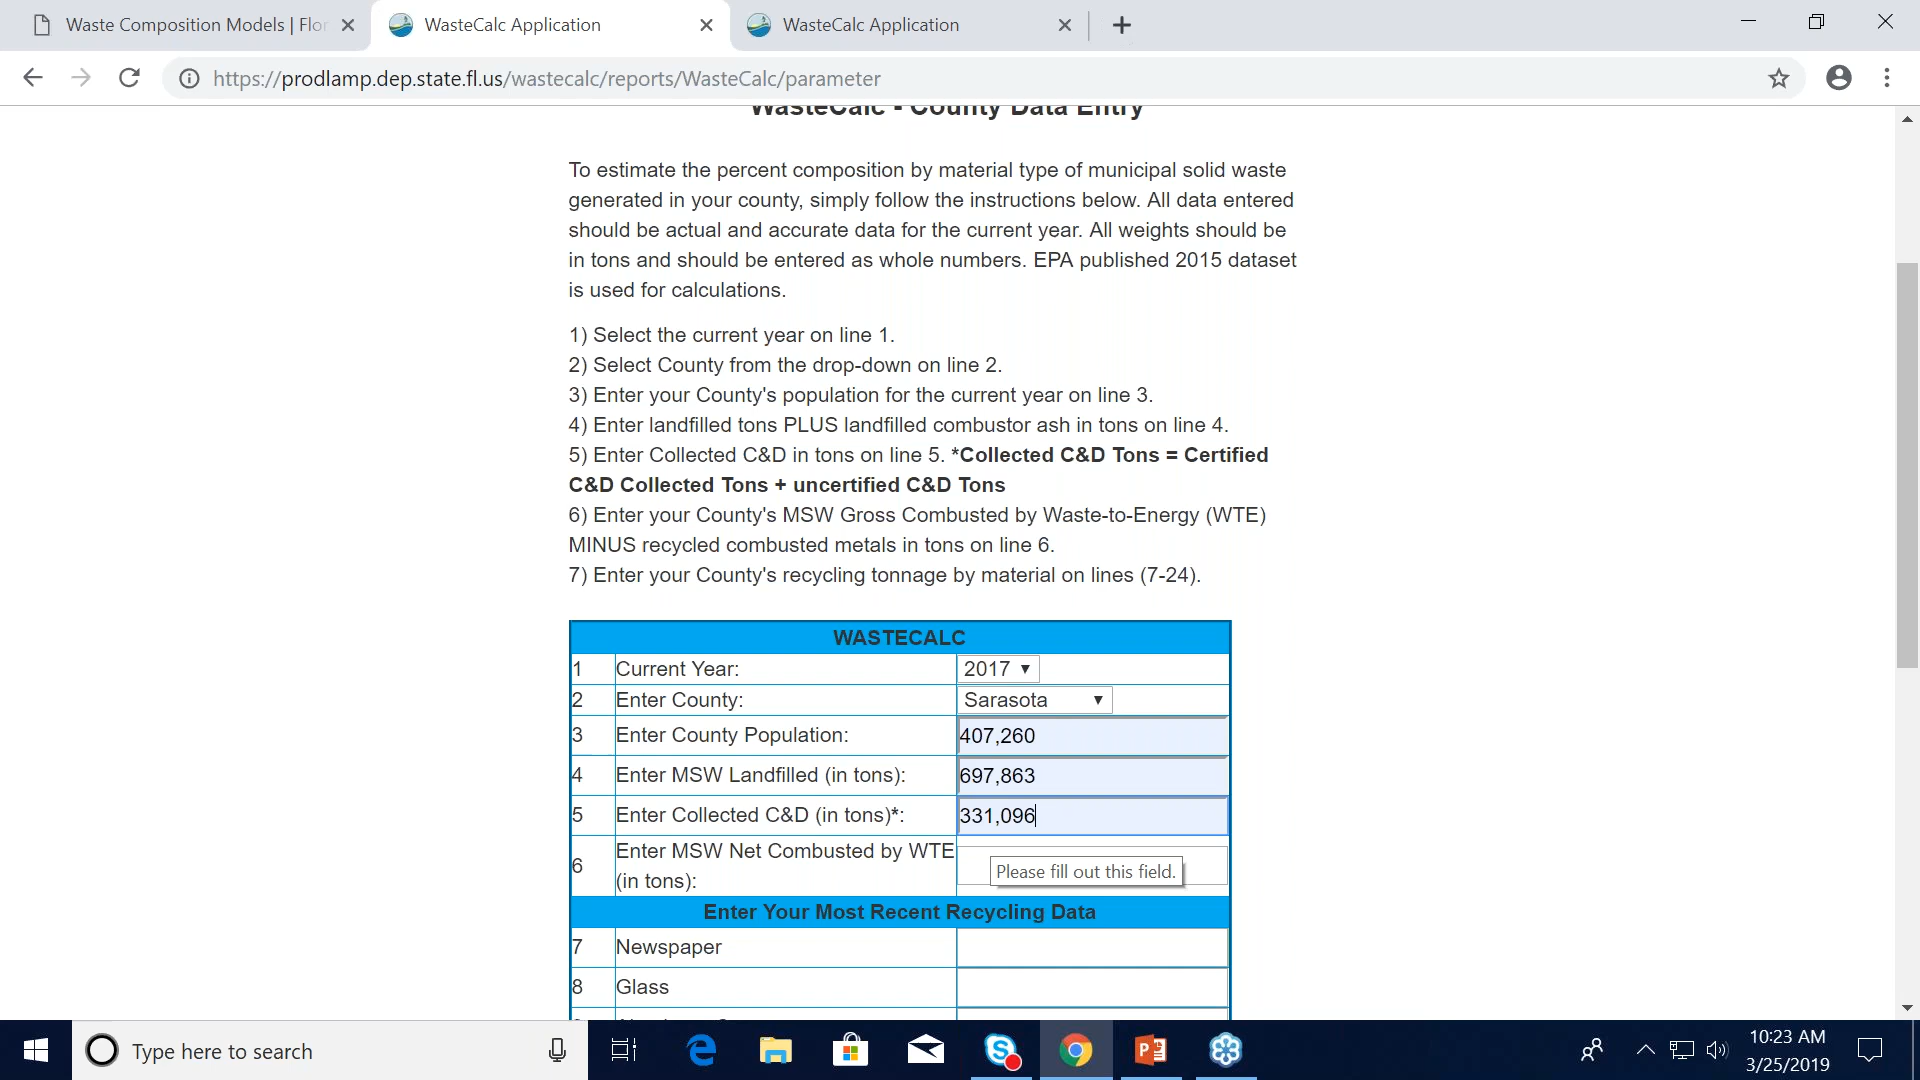 Waste Composition Models | Flor
WasteCalc Application
WasteCalc Application
https://prodlamp.dep.state.fl.us/wastecalc/reports/WasteCalc/parameter
WasteCalc - County Data Entry
To estimate the percent composition by material type of municipal solid waste
generated in your county, simply follow the instructions below. All data entered
should be actual and accurate data for the current year. All weights should be
in tons and should be entered as whole numbers. EPA published 2015 dataset
is used for calculations.
1) Select the current year on line 1.
2) Select County from the drop-down on line 2.
3) Enter your County's population for the current year on line 3.
4) Enter landfilled tons PLUS landfilled combustor ash in tons on line 4.
5) Enter Collected C&D in tons on line 5. *Collected C&D Tons = Certified
C&D Collected Tons + uncertified C&D Tons
6) Enter your County's MSW Gross Combusted by Waste-to-Energy (WTE)
MINUS recycled combusted metals in tons on line 6.
7) Enter your County's recycling tonnage by material on lines (7-24).
WASTECALC
1 Current Year: 2017
2 Enter County: Sarasota
3 Enter County Population: 407,260
4 Enter MSW Landfilled (in tons): 697,863
5 Enter Collected C&D (in tons)*: 331,096
6 Enter MSW Net Combusted by WTE
(in tons):
Please fill out this field.
Enter Your Most Recent Recycling Data
7 Newspaper
8 Glass
Type here to search
10:23 AM
3/25/2019